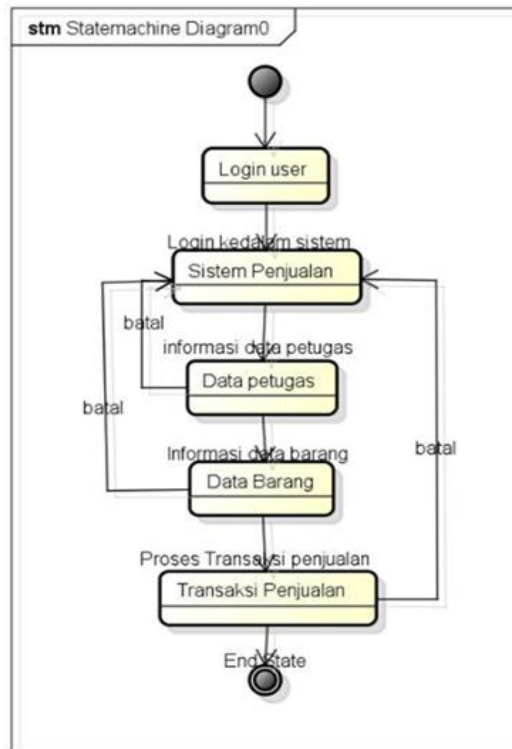 stm Statemachine Diagram0
Login user
Login kedalam sistem
Sistem Penjualan
batal
informasi data petugas
Data petugas
batal
Informasi data barang
batal
Data Barang
Proses Transaksi penjualan
Transaksi Penjualan
End State